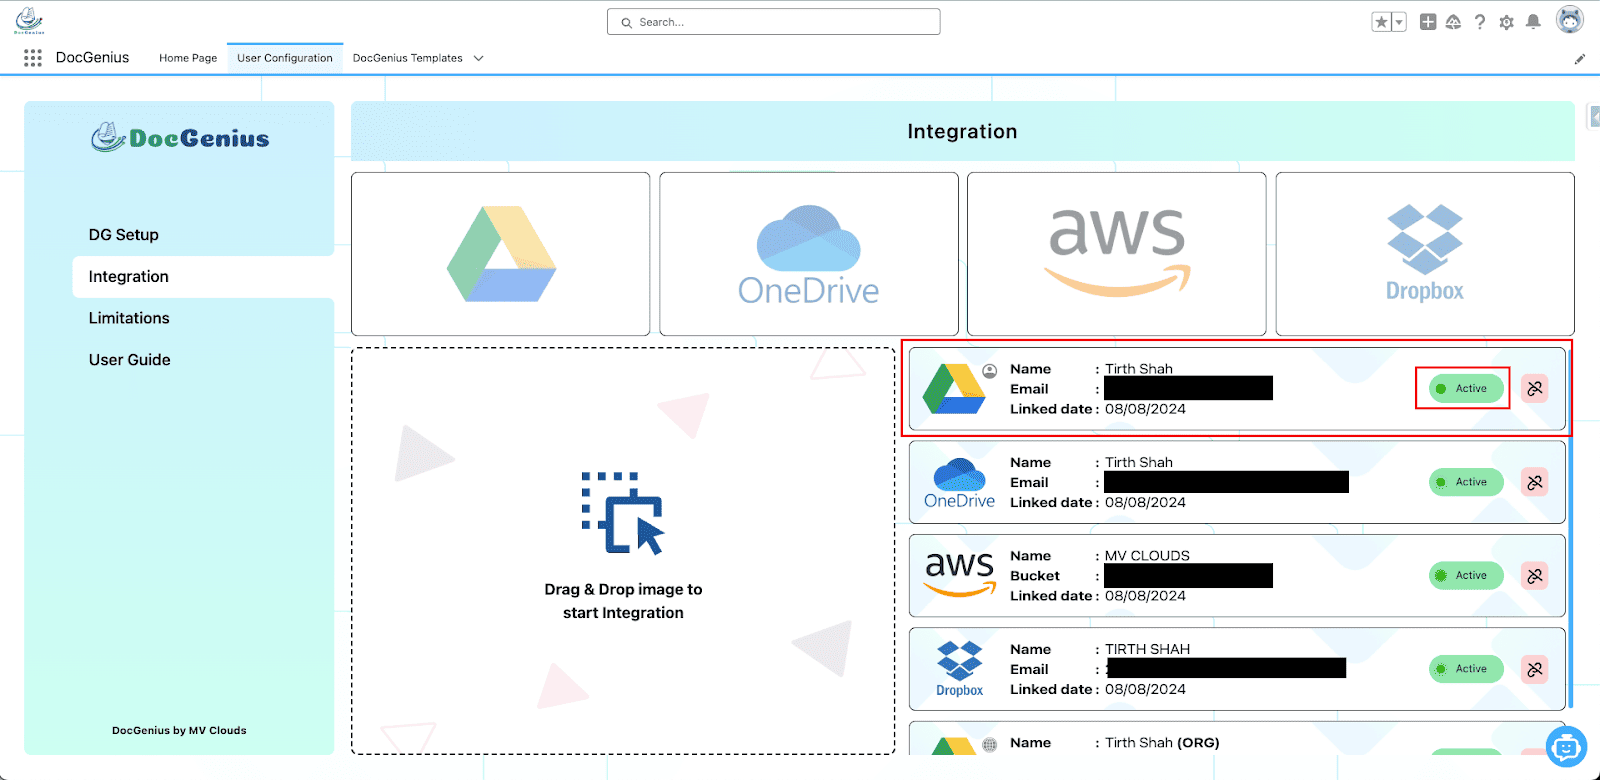 DocGenius
Search...
DocGenius
Home Page
User Configuration
DocGenius Templates
DocGenius
DG Setup
Integration
Limitations
User Guide
DocGenius by MV Clouds
Integration
OneDrive
aws
Dropbox
Drag & Drop image to
start Integration
Name : Tirth Shah
Email :
Linked date : 08/08/2024
Active
OneDrive
Name : Tirth Shah
Email :
Linked date : 08/08/2024
Active
aws
Name : MV CLOUDS
Bucket :
Linked date : 08/08/2024
Active
Dropbox
Name : TIRTH SHAH
Email :
Linked date : 08/08/2024
Active
Name : Tirth Shah (ORG)